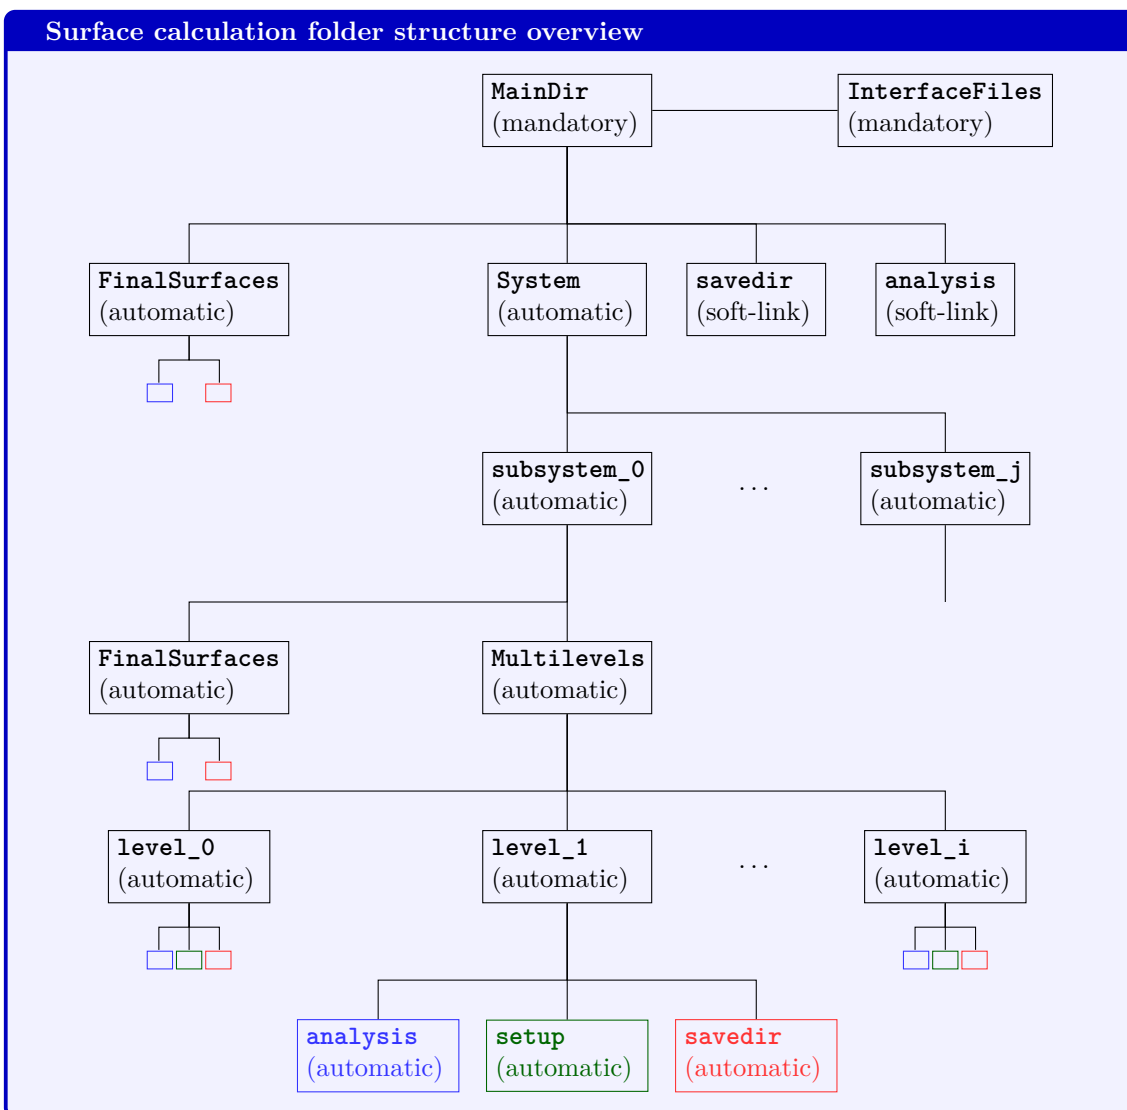 Surface calculation folder structure overview
MainDir
(mandatory)
InterfaceFiles
(mandatory)
FinalSurfaces
(automatic)
System
(automatic)
savedir
(soft-link)
analysis
(soft-link)
subsystem_0
(automatic)
...
subsystem_j
(automatic)
FinalSurfaces
(automatic)
Multilevels
(automatic)
level_0
(automatic)
level_1
(automatic)
...
level_i
(automatic)
analysis
(automatic)
setup
(automatic)
savedir
(automatic)